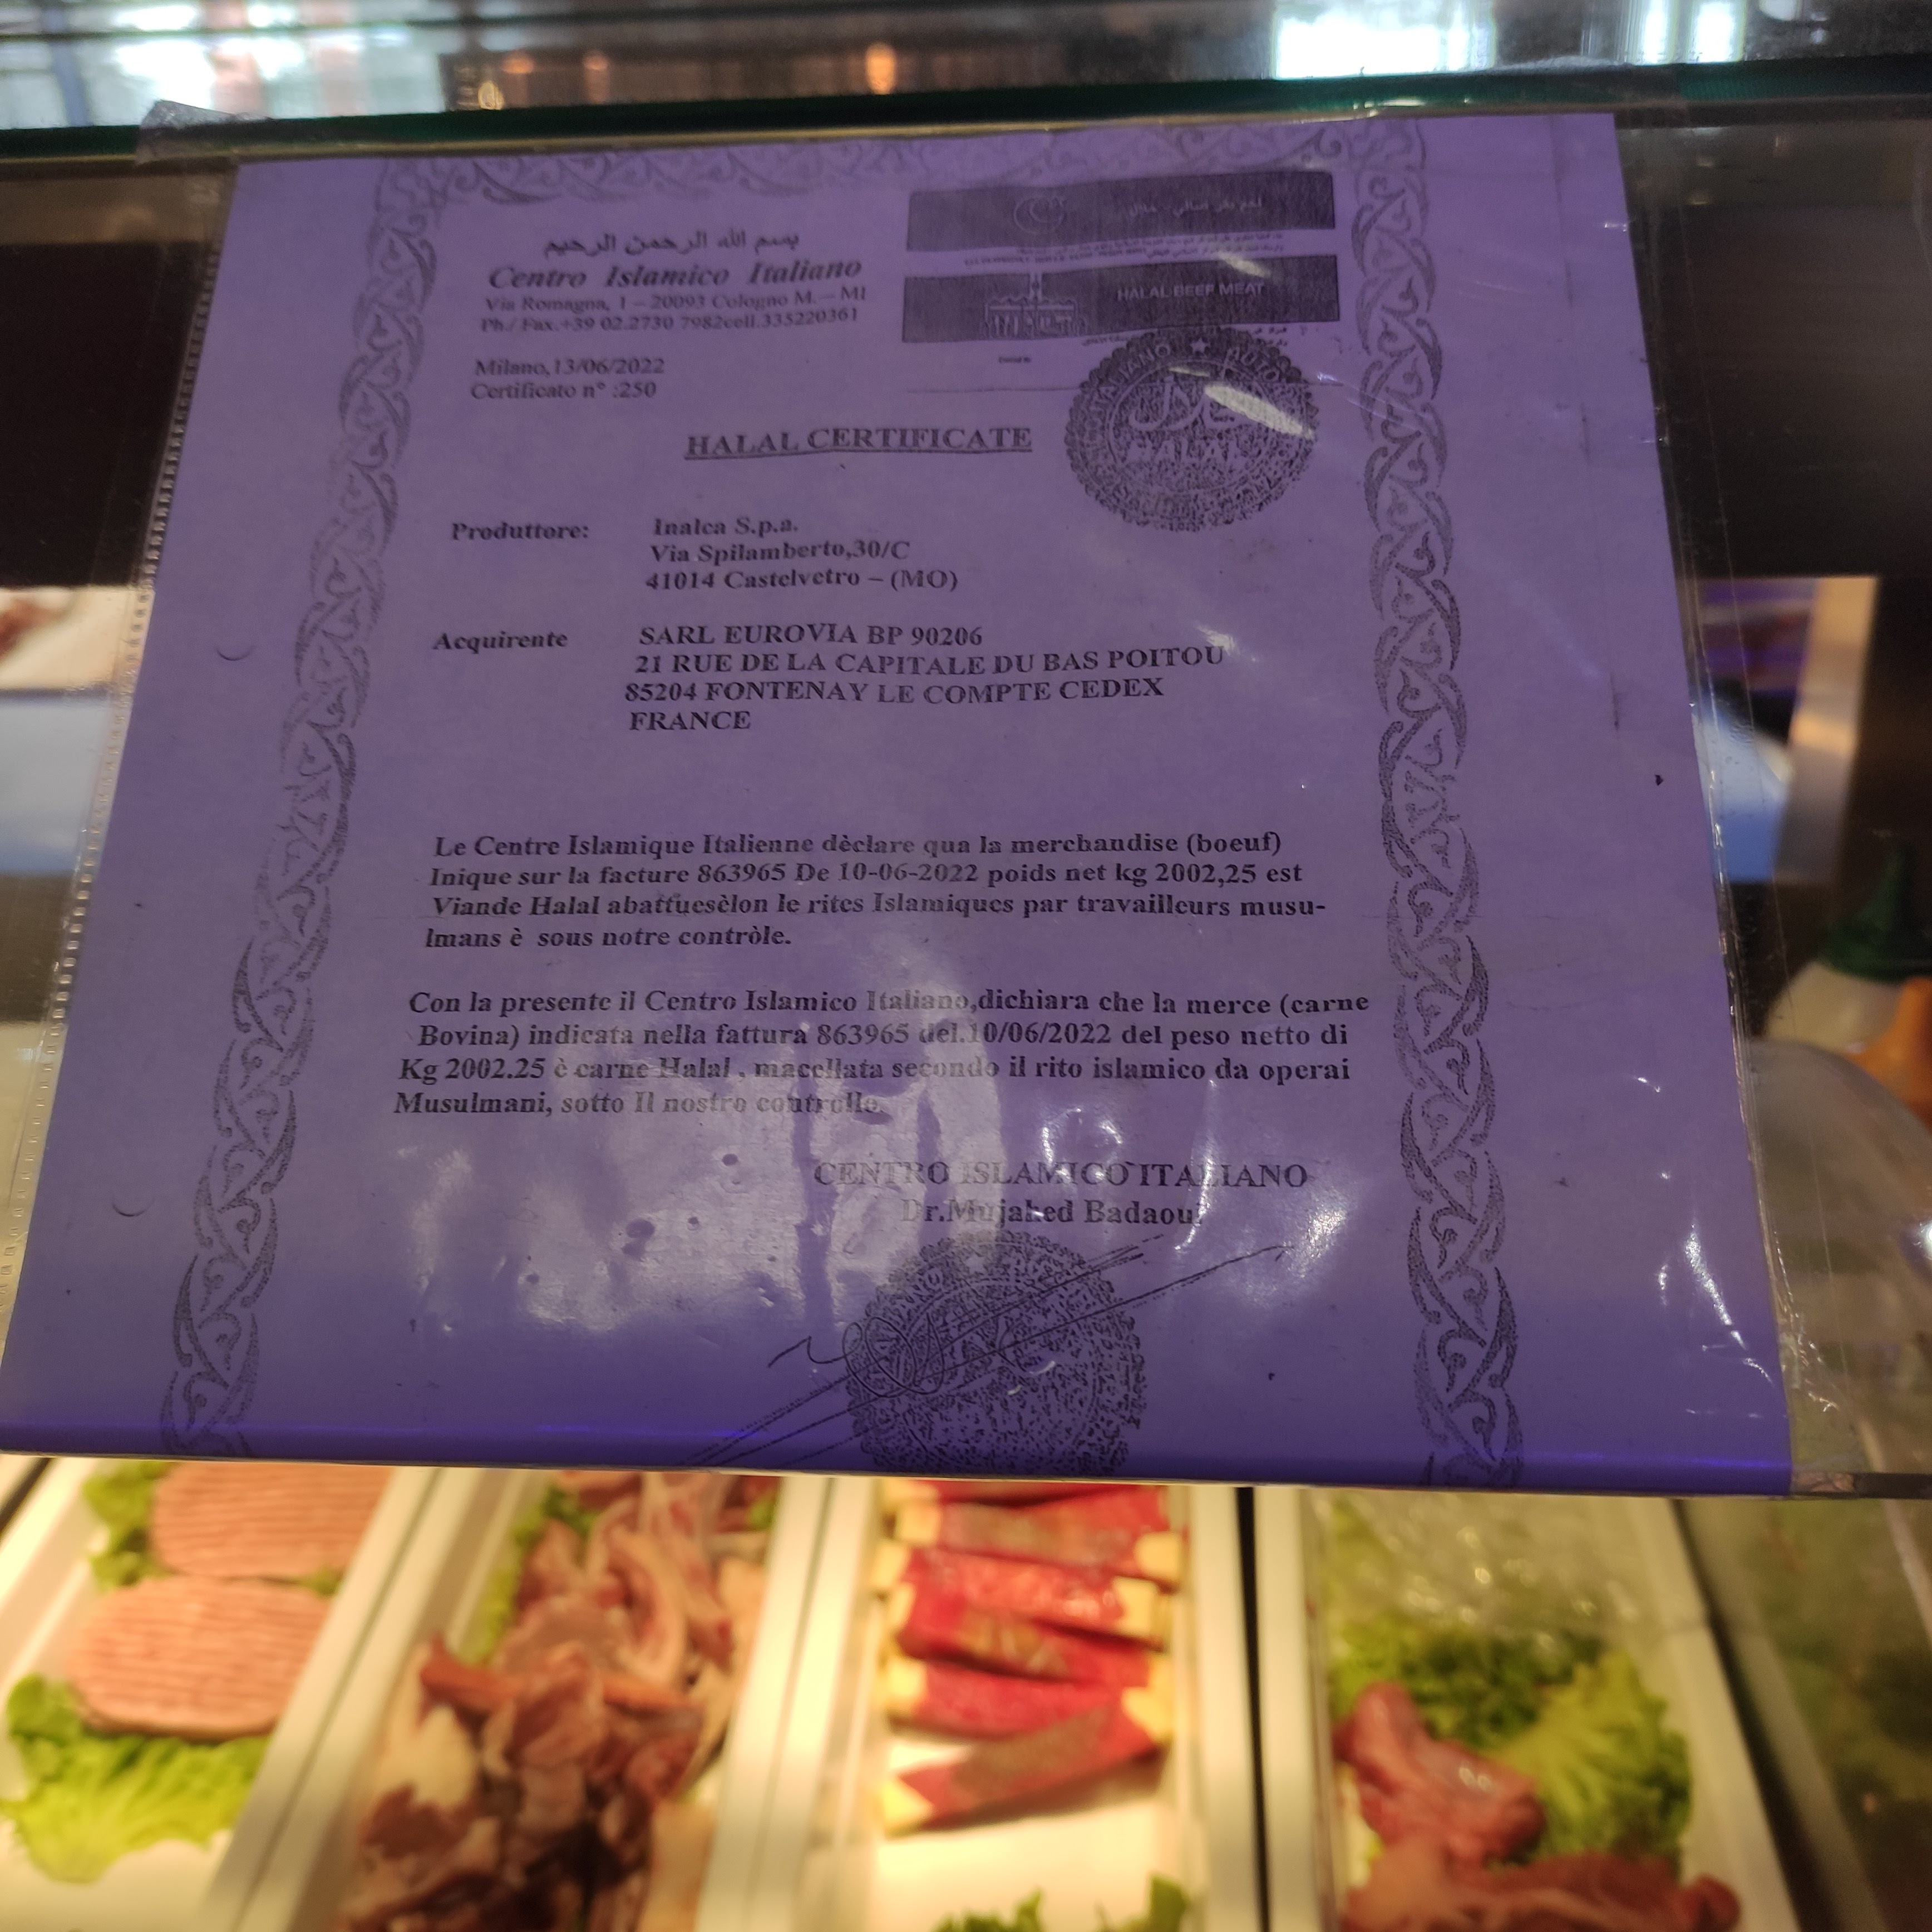 بسم الله الرحمن الرحيم
Centro Islamico Italiano
Via Romagna, 1 – 20093 Cologno M. – MI
Ph./ Fax.+39 02.2730 7982cell.335220361
HALAL BEEF MEAT
Milano,13/06/2022
Certificato n° :250
حلال
HALAL
HALAL CERTIFICATE
Produttore: Inalca S.p.a.
Via Spilamberto,30/C
41014 Castelvetro – (MO)
Acquirente SARL EUROVIA BP 90206
21 RUE DE LA CAPITALE DU BAS POITOU
85204 FONTENAY LE COMPTE CEDEX
FRANCE
Le Centre Islamique Italienne dèclare qua la merchandise (boeuf)
Inique sur la facture 863965 De 10-06-2022 poids net kg 2002,25 est
Viande Halal abattuesèlon le rites Islamiques par travailleurs musu-
lmans è sous notre contròle.
Con la presente il Centro Islamico Italiano,dichiara che la merce (carne
Bovina) indicata nella fattura 863965 del.10/06/2022 del peso netto di
Kg 2002.25 è carne Halal , macellata secondo il rito islamico da operai
Musulmani, sotto Il nostro controllo.
CENTRO ISLAMICO ITALIANO
Dr.Mujahed Badaoui